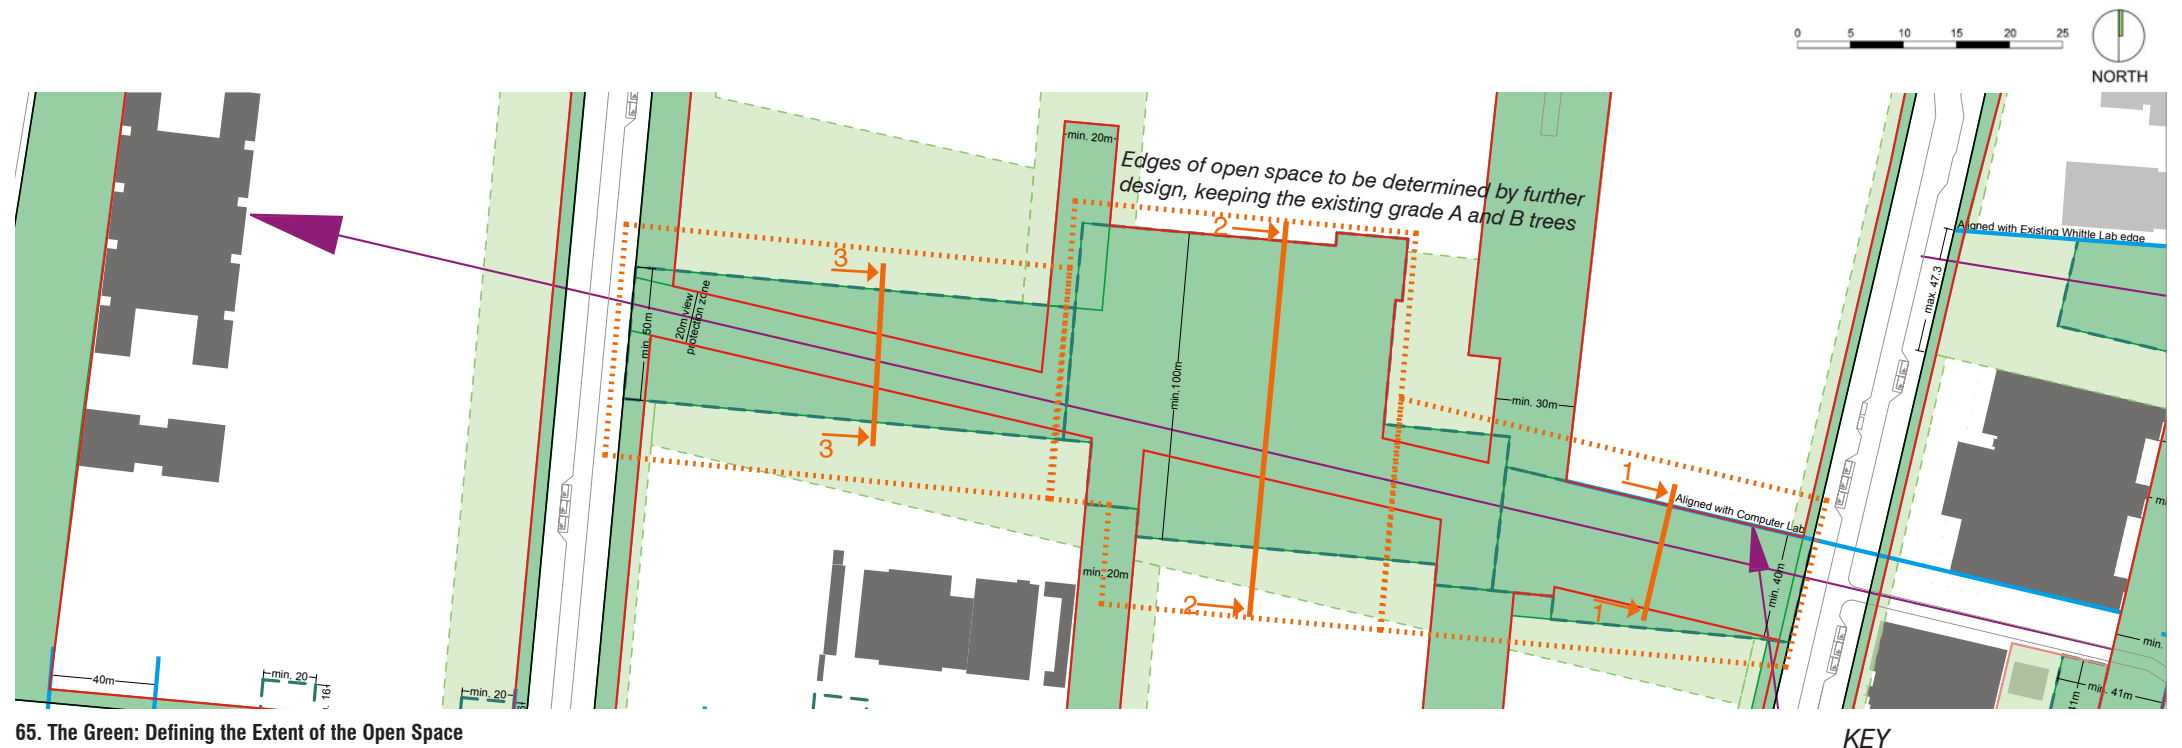 0 5 10 15 20 25
NORTH
min. 20m
Edges of open space to be determined by further
design, keeping the existing grade A and B trees
2
3
Aligned with Existing Whittle Lab edge
max. 47.3
20m view
protection zone
min. 50m
min.100m
min. 30m
3
1
Aligned with Computer Lab
min. 20m
min. 40m
2
1
40m
min. 20
min. 20
min.
min. 41m
41m
65. The Green: Defining the Extent of the Open Space
KEY